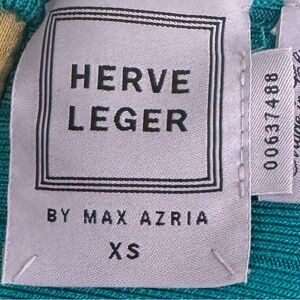 HERVE
LEGER
BY MAX AZRIA
XS
00637488